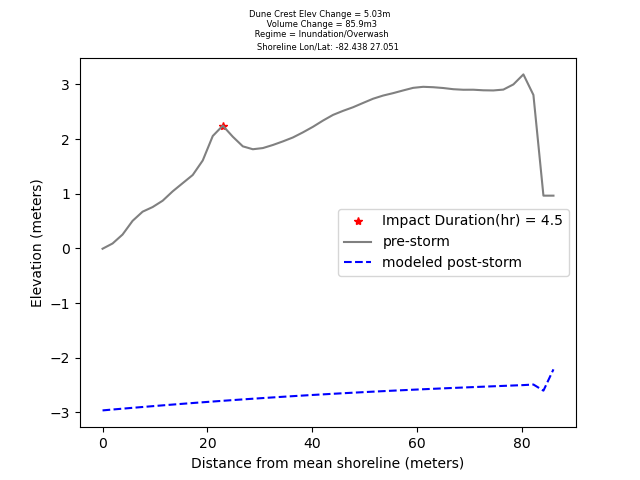 Dune Crest Elev Change = 5.03m
Volume Change = 85.9m3
Regime = Inundation/Overwash
Shoreline Lon/Lat: -82.438 27.051
3
2
1
0
−1
−2
−3
Elevation (meters)
Impact Duration(hr) = 4.5
pre-storm
modeled post-storm
0 20 40 60 80
Distance from mean shoreline (meters)